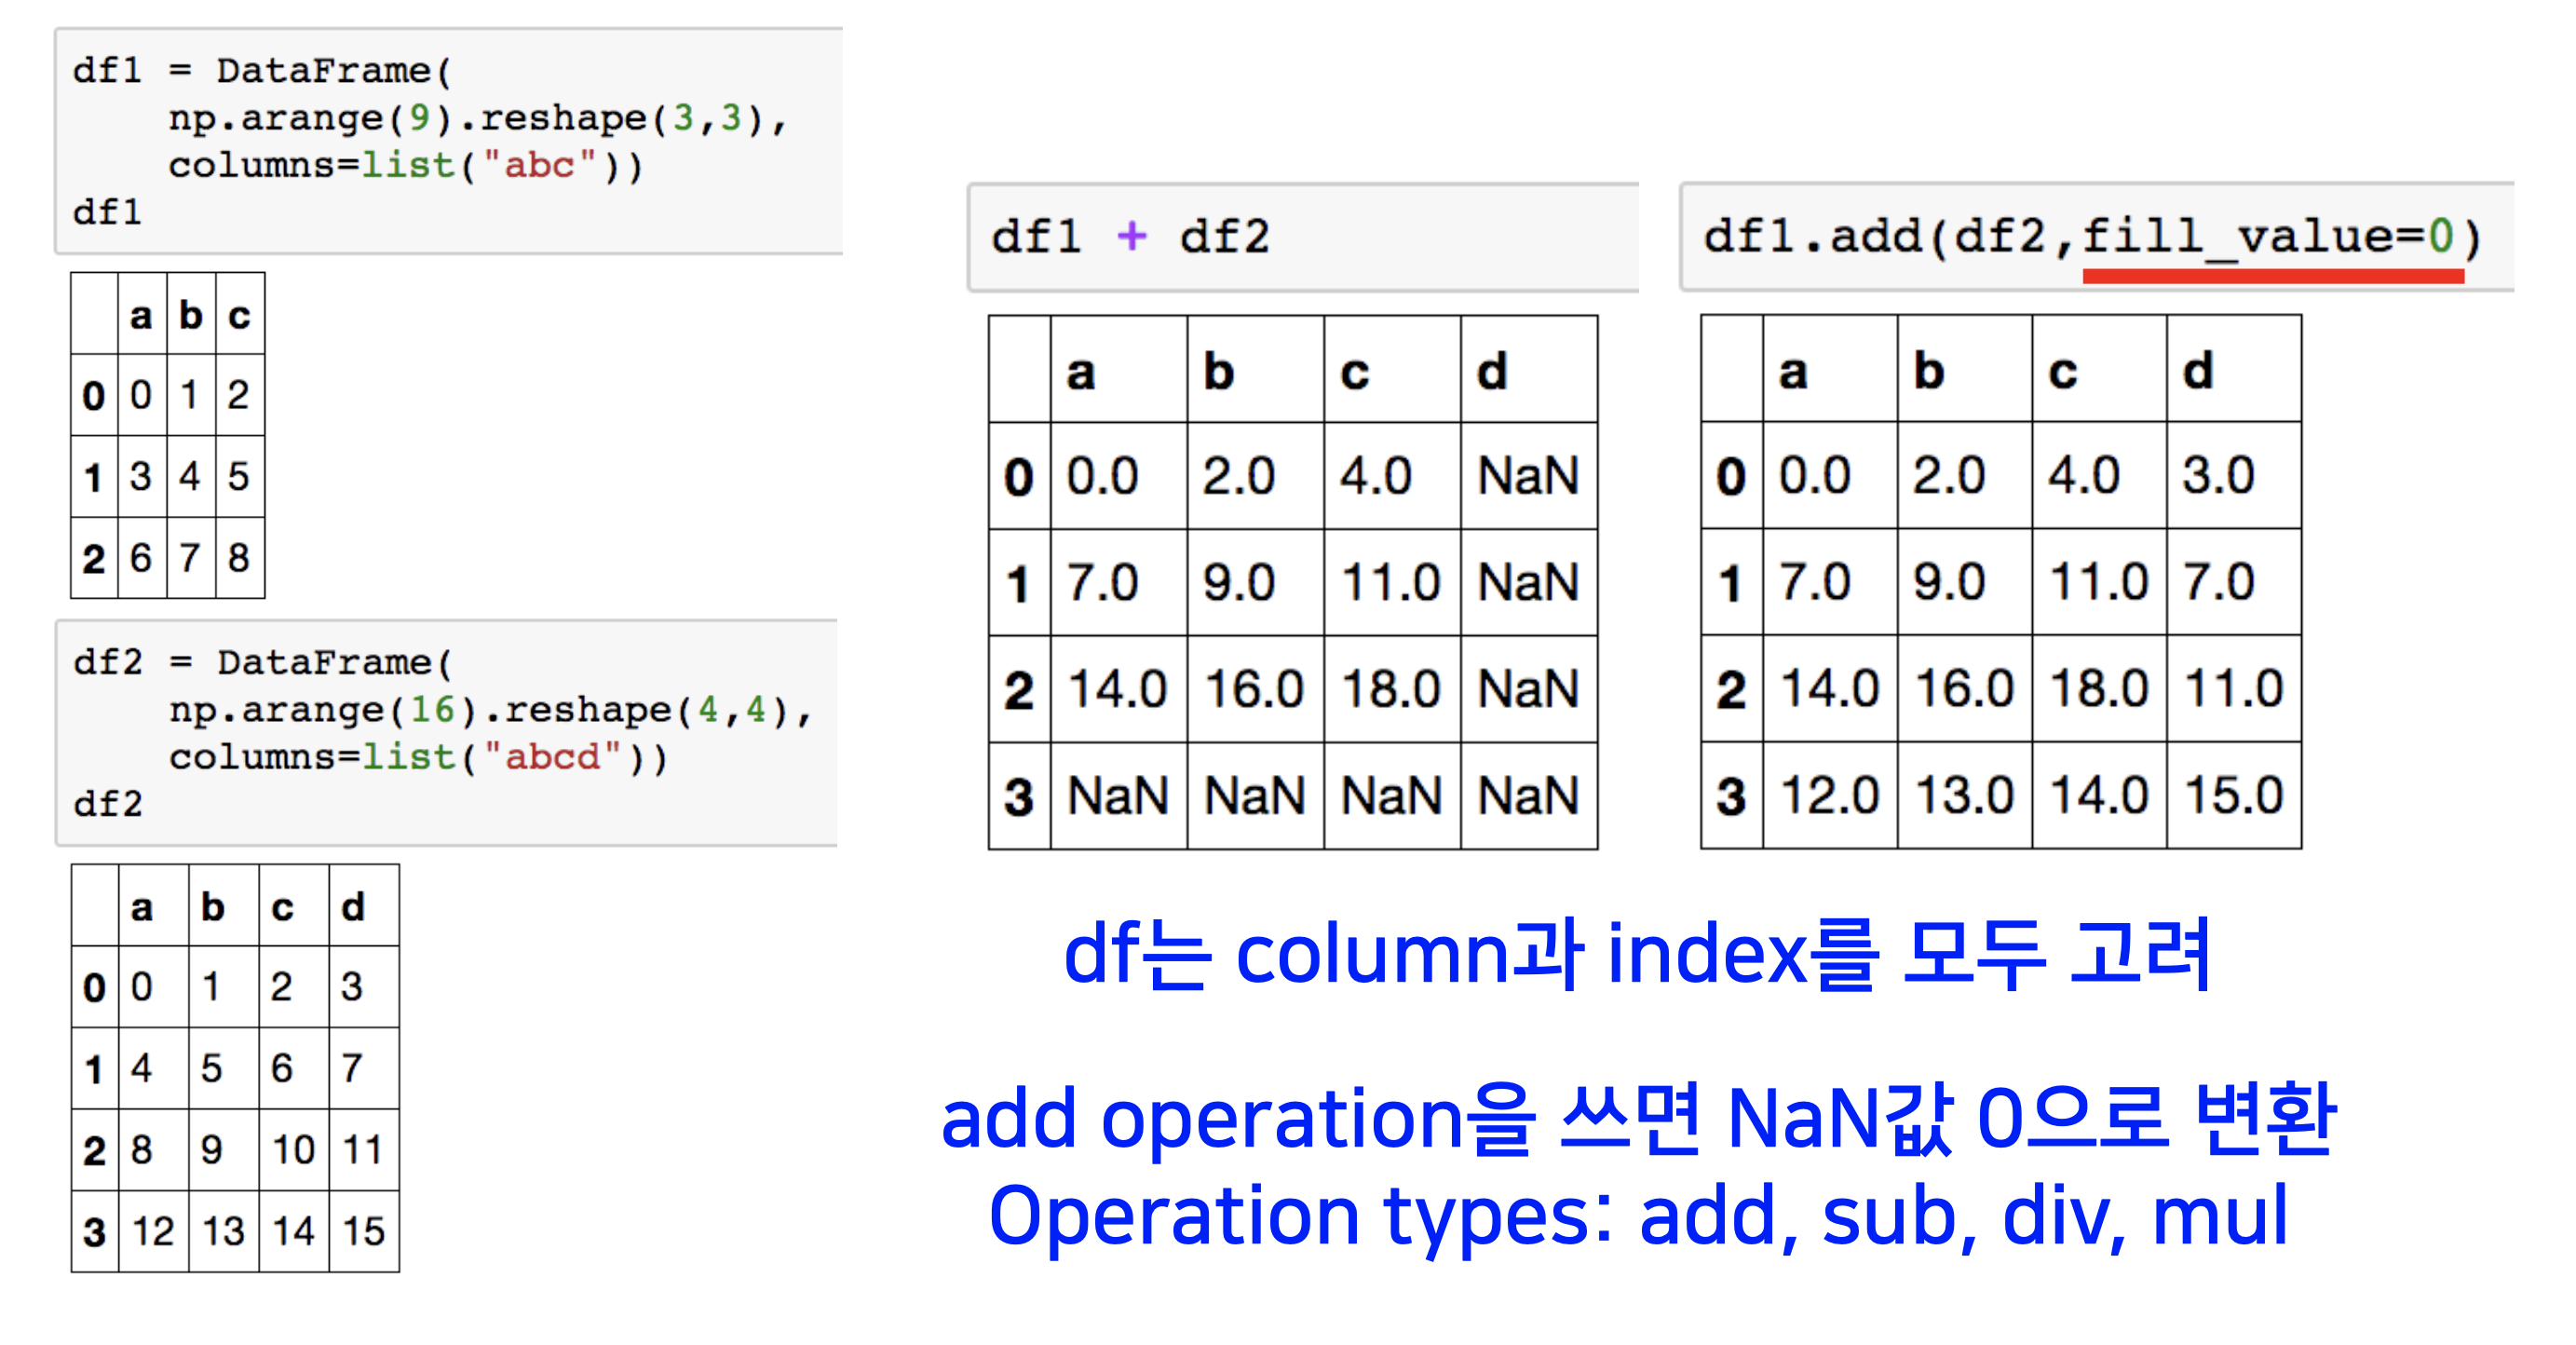 df1 = DataFrame(
np.arange(9).reshape(3,3),
columns=list("abc"))
df1
a b c
0 0 1 2
1 3 4 5
2 6 7 8
df2 = DataFrame(
np.arange(16).reshape(4,4),
columns=list("abcd"))
df2
a b c d
0 0 1 2 3
1 4 5 6 7
2 8 9 10 11
3 12 13 14 15
df1 + df2
a b c d
0 0.0 2.0 4.0 NaN
1 7.0 9.0 11.0 NaN
2 14.0 16.0 18.0 NaN
3 NaN NaN NaN NaN
df1.add(df2,fill_value=0)
a b c d
0 0.0 2.0 4.0 3.0
1 7.0 9.0 11.0 7.0
2 14.0 16.0 18.0 11.0
3 12.0 13.0 14.0 15.0
df는 column과 index를 모두 고려
add operation을 쓰면 NaN값 0으로 변환
Operation types: add, sub, div, mul